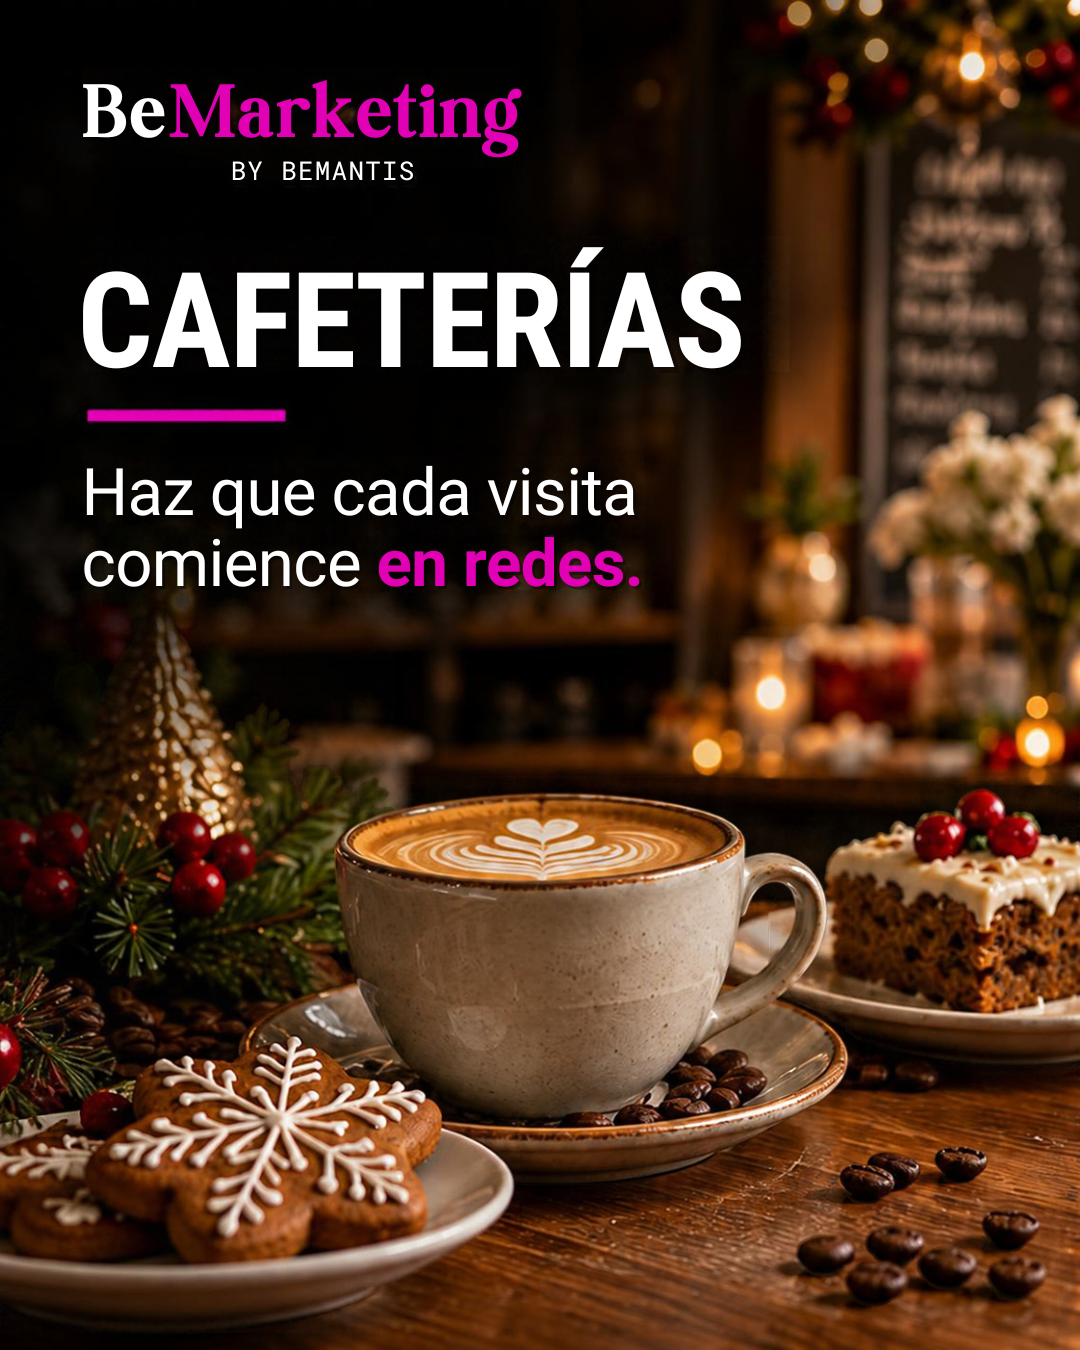 BeMarketing
BY BEMANTIS
CAFETERÍAS
Haz que cada visita
comience en redes.